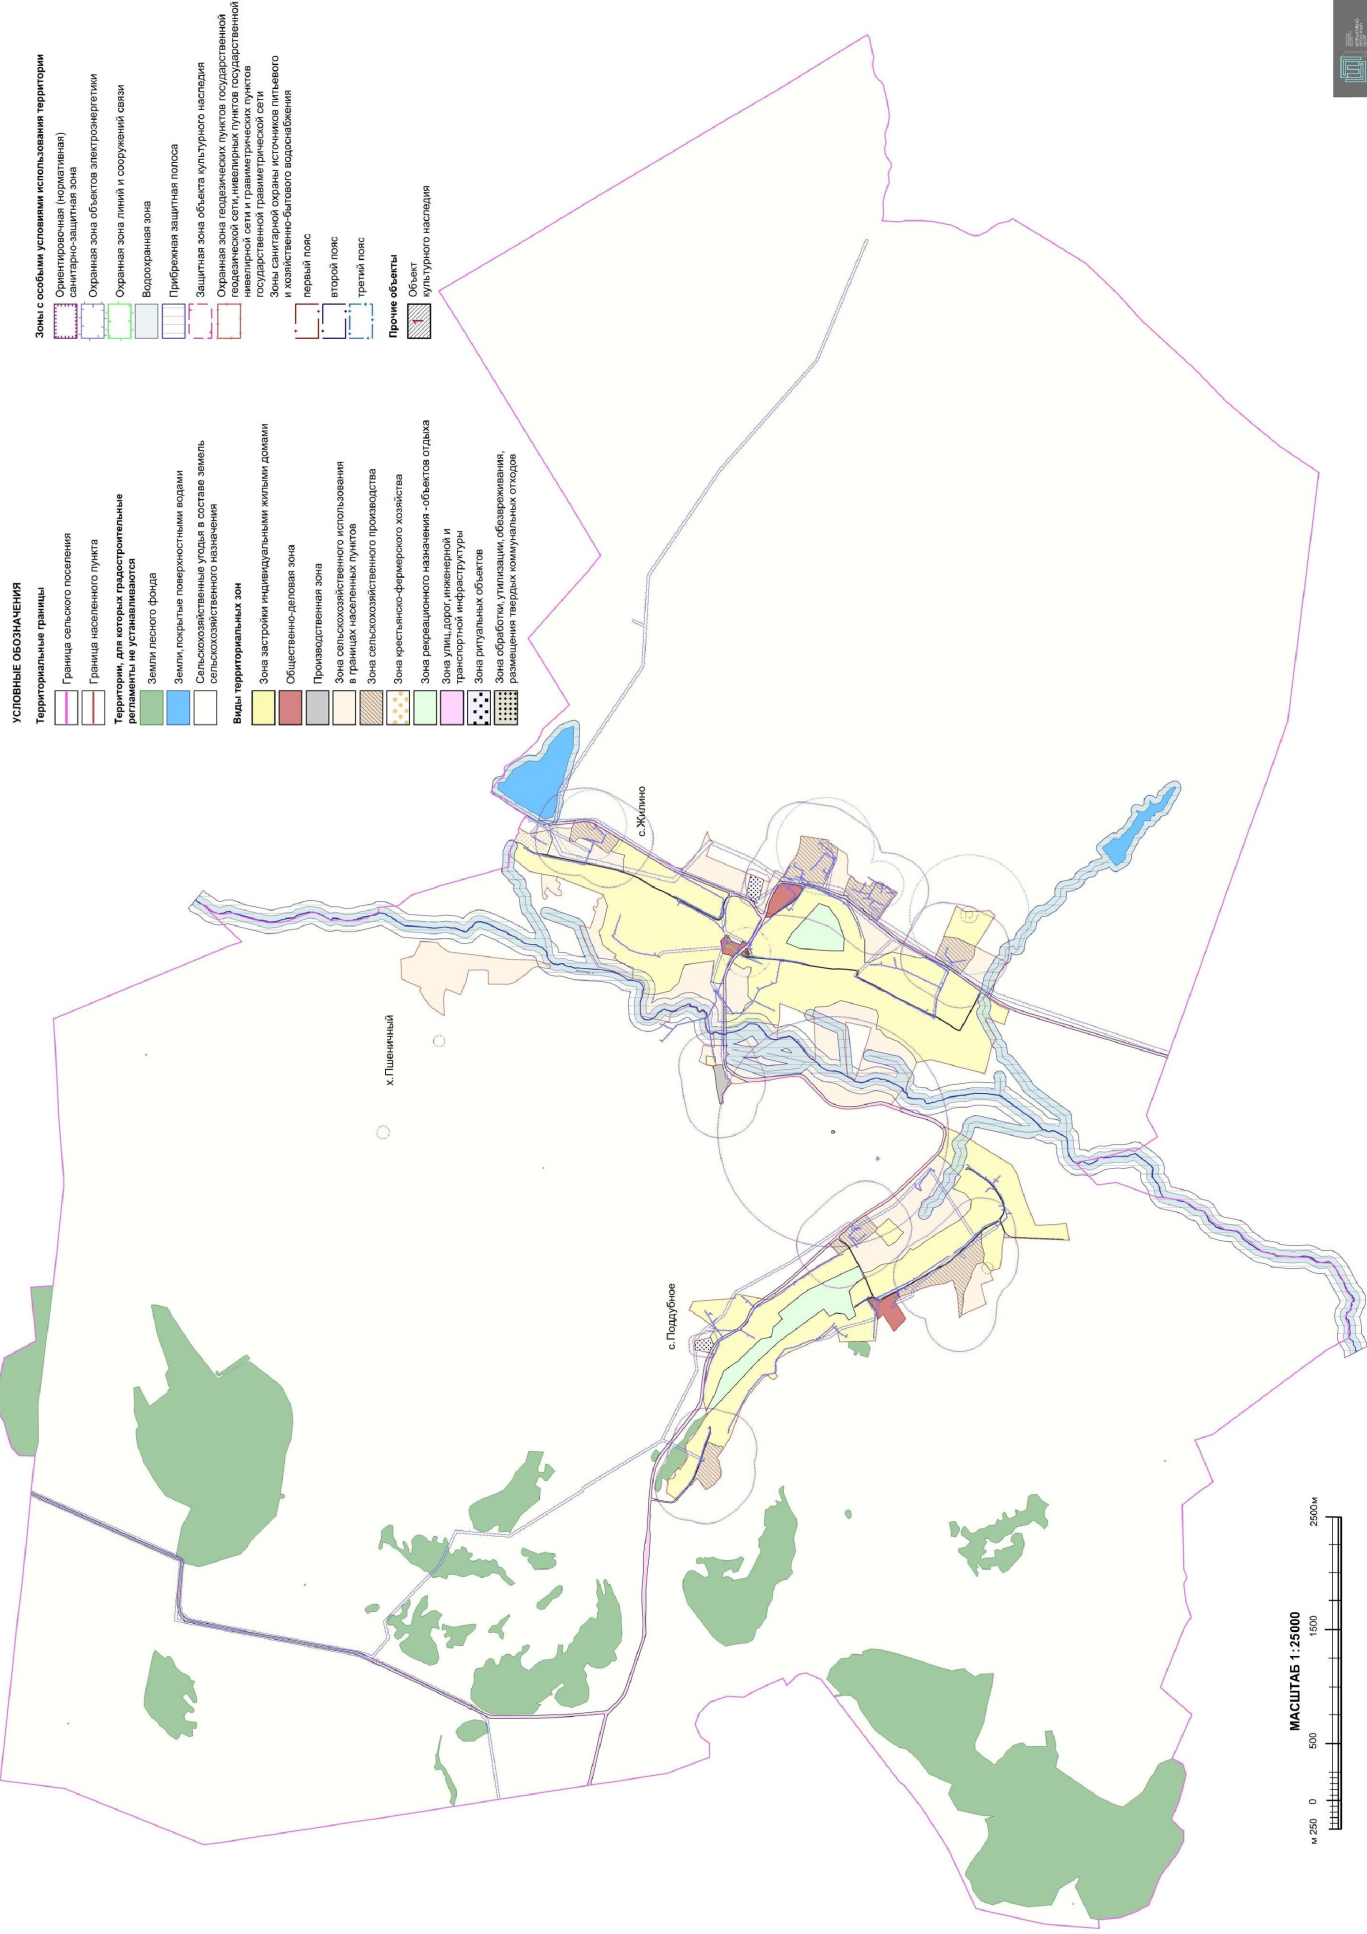 УСЛОВНЫЕ ОБОЗНАЧЕНИЯ
Территориальные границы
Граница сельского поселения
Граница населенного пункта
Территории, для которых градостроительные
регламенты не устанавливаются
Земли лесного фонда
Земли, покрытые поверхностными водами
Сельскохозяйственные угодья в составе земель
сельскохозяйственного назначения
Виды территориальных зон
Зона застройки индивидуальными жилыми домами
Общественно-деловая зона
Производственная зона
Зона сельскохозяйственного использования
в границах населенных пунктов
Зона сельскохозяйственного производства
Зона крестьянско-фермерского хозяйства
Зона рекреационного назначения - объектов отдыха
Зона улиц, дорог, инженерной и
транспортной инфраструктуры
Зона ритуальных объектов
Зона обработки, утилизации, обезвреживания,
размещения твердых коммунальных отходов
Зоны с особыми условиями использования территории
Ориентировочная (нормативная)
санитарно-защитная зона
Охранная зона объектов электроэнергетики
Охранная зона линий и сооружений связи
Водоохранная зона
Прибрежная защитная полоса
Защитная зона объекта культурного наследия
Охранная зона геодезических пунктов государственной
геодезической сети, нивелирных пунктов государственной
нивелирной сети и гравиметрических пунктов
государственной гравиметрической сети
Зоны санитарной охраны источников питьевого
и хозяйственно-бытового водоснабжения
первый пояс
второй пояс
третий пояс
Прочие объекты
1
Объект
культурного наследия
х.Пшеничный
с.Жилино
с.Поддубное
МАСШТАБ 1:25000
м 250 0 500 1500 2500м